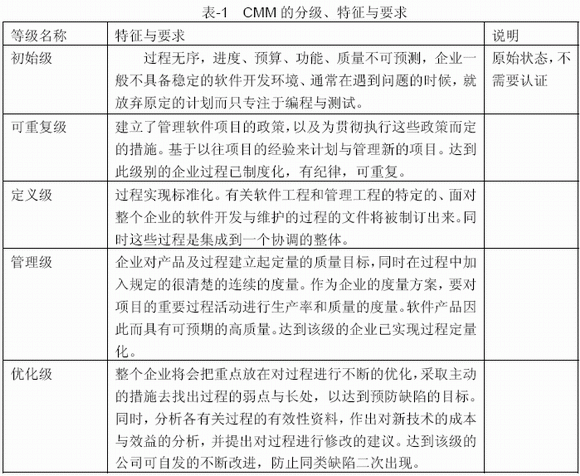 表-1 CMM 的分级、特征与要求
等级名称 特征与要求 说明
初始级 过程无序，进度、预算、功能、质量不可预测，企业一 原始状态，不
般不具备稳定的软件开发环境、通常在遇到问题的时候，就 需要认证
放弃原定的计划而只专注于编程与测试。
可重复级 建立了管理软件项目的政策，以及为贯彻执行这些政策而定
的措施。基于以往项目的经验来计划与管理新的项目。达到
此级别的企业过程已制度化，有纪律，可重复。
定义级 过程实现标准化。有关软件工程和管理工程的特定的、面对
整个企业的软件开发与维护的过程的文件将被制订出来。同
时这些过程是集成到一个协调的整体。
管理级 企业对产品及过程建立起定量的质量目标，同时在过程中加
入规定的很清楚的连续的度量。作为企业的度量方案，要对
项目的重要过程活动进行生产率和质量的度量。软件产品因
此而具有可预期的高质量。达到该级的企业已实现过程定量
化。
优化级 整个企业将会把重点放在对过程进行不断的优化，采取主动
的措施去找出过程的弱点与长处，以达到预防缺陷的目标。
同时，分析各有关过程的有效性资料，作出对新技术的成本
与效益的分析，并提出对过程进行修改的建议。达到该级的
公司可自发的不断改进，防止同类缺陷二次出现。